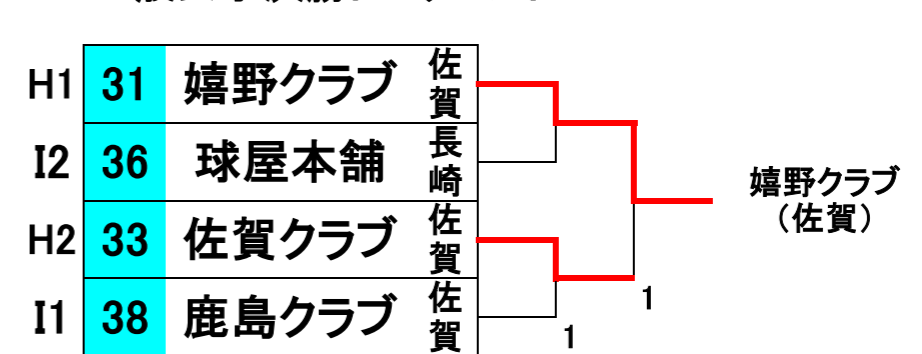 H1 31 嬉野クラブ 佐賀
I2 36 球屋本舗 長崎
H2 33 佐賀クラブ 佐賀
I1 38 鹿島クラブ 佐賀
1
1
嬉野クラブ
（佐賀）